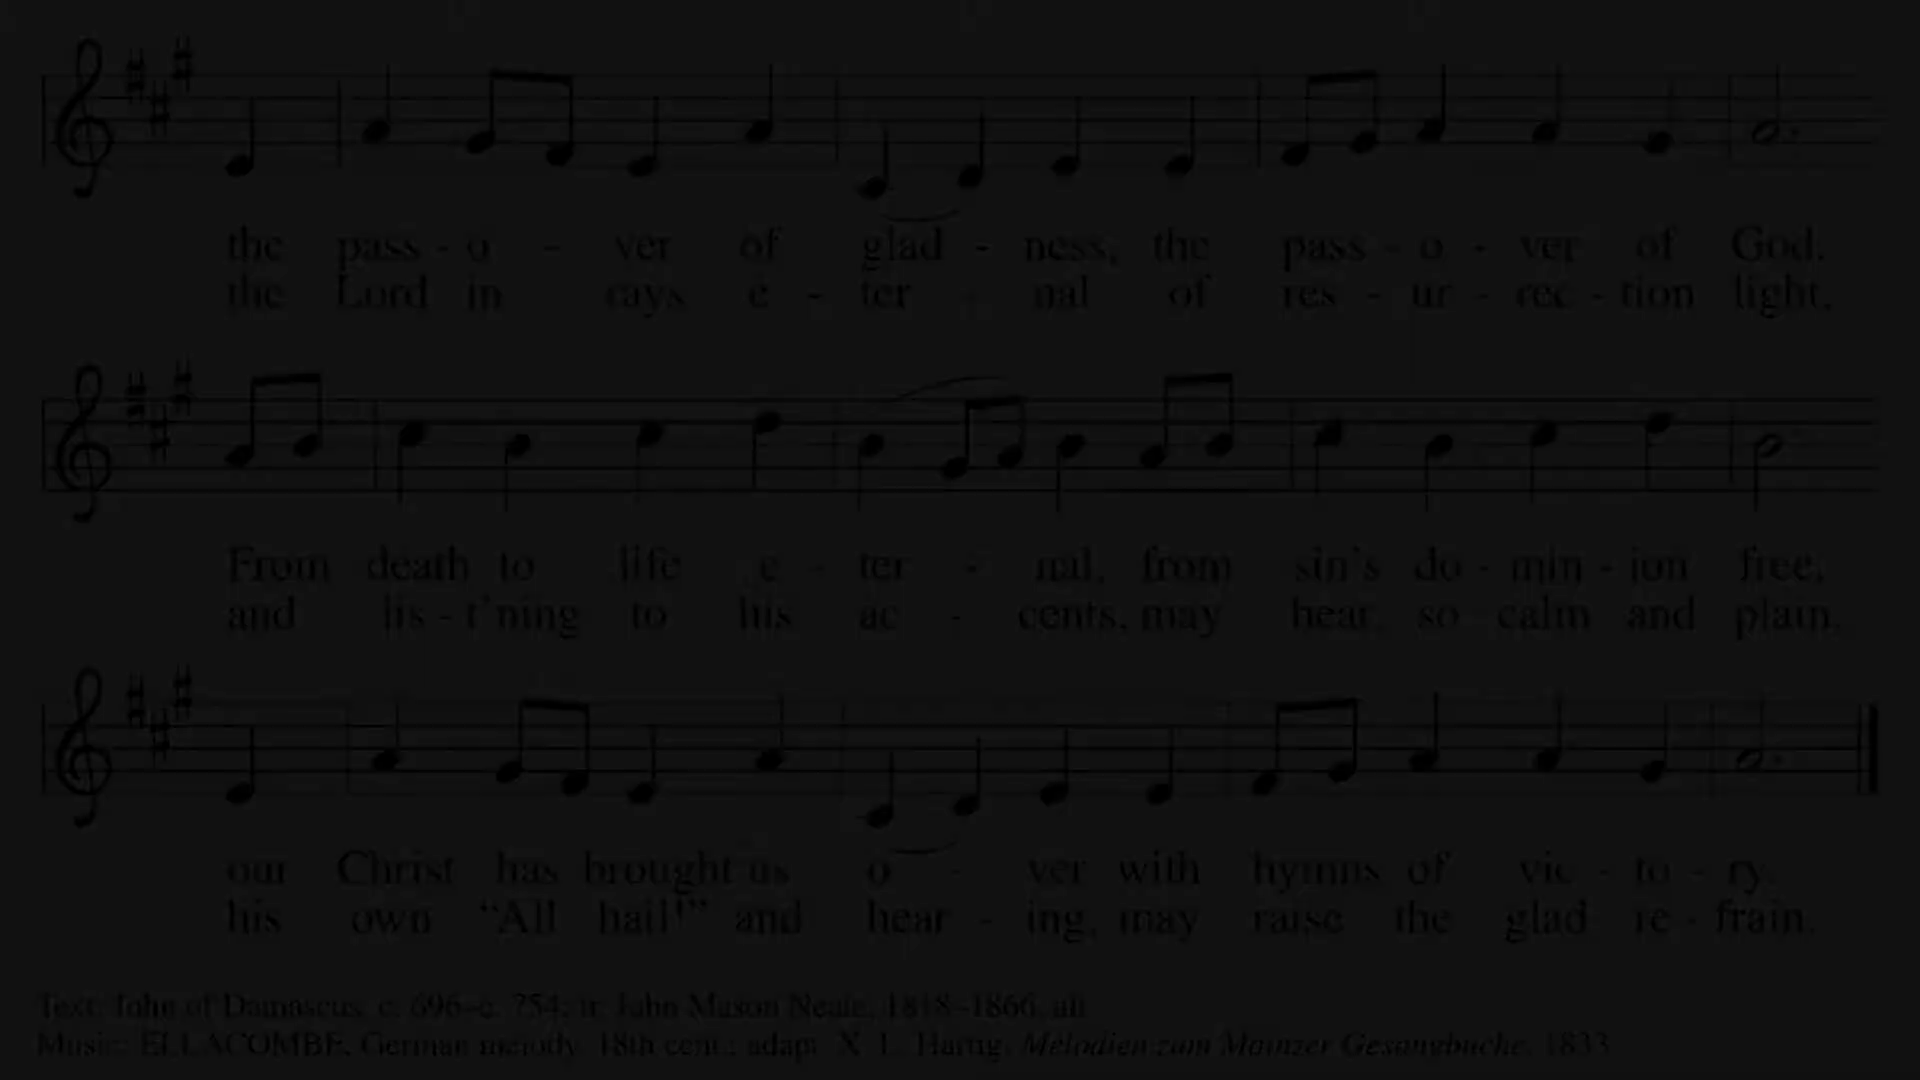 the pass - o - ver of glad - ness, the pass - o - ver of God.
the Lord in rays e - ter - nal of res - ur - rec - tion light,
From death to life e - ter - nal, from sin's do - min - ion free,
and lis - t'ning to his ac - cents, may hear, so calm and plain,
our Christ has brought us o - ver with hymns of vic - to - ry.
his own “All hail!” and hear - ing, may raise the glad re - frain.
Text: John of Damascus, c. 696–c. 754; tr. John Mason Neale, 1818–1866, alt.
Music: ELLACOMBE, German melody, 18th cent.; adapt. X. L. Hartig, Melodien zum Mainzer Gesangbuche, 1833